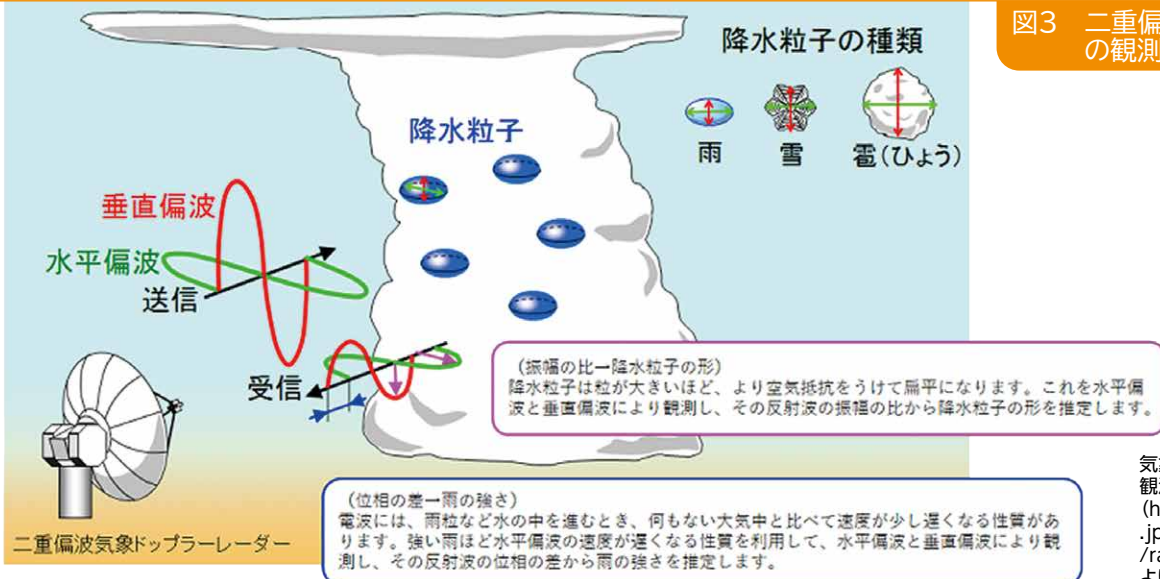 図3 二重偏
の観測
降水粒子の種類
雨
雪
雹(ひょう)
降水粒子
垂直偏波
水平偏波
送信
受信
(振幅の比→降水粒子の形)
降水粒子は粒が大きいほど、より空気抵抗をうけて扁平になります。これを水平偏
波と垂直偏波により観測し、その反射波の振幅の比から降水粒子の形を推定します。
(位相の差→雨の強さ)
電波には、雨粒など水の中を進むとき、何もない大気中と比べて速度が少し遅くなる性質があ
ります。強い雨ほど水平偏波の速度が遅くなる性質を利用して、水平偏波と垂直偏波により観
測し、その反射波の位相の差から雨の強さを推定します。
二重偏波気象ドップラーレーダー
気象
観測
(h
.jp
/ra
より